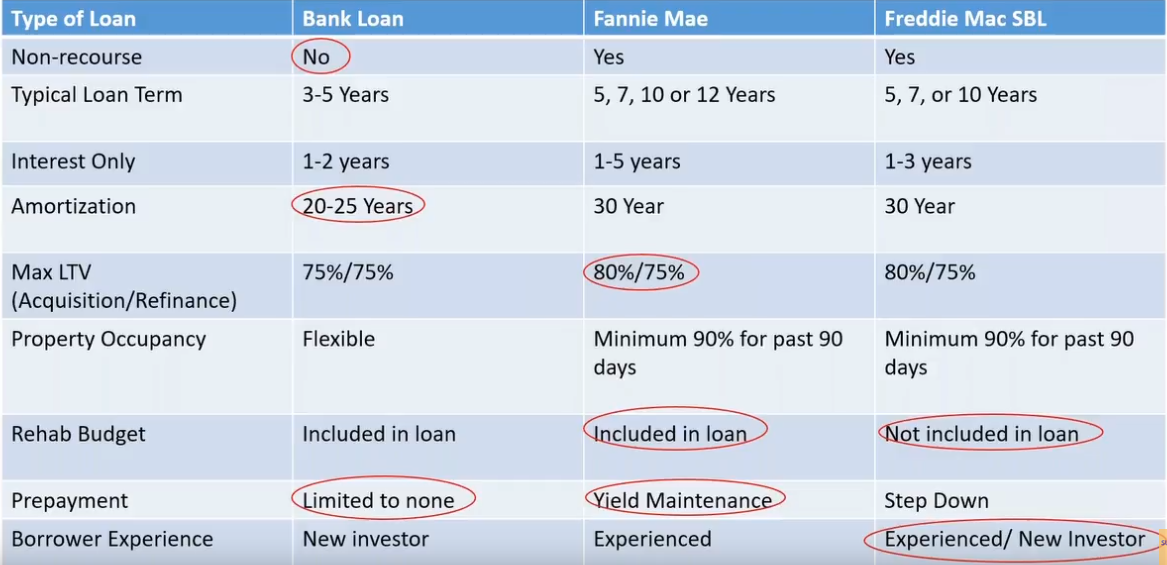 Type of Loan Bank Loan Fannie Mae Freddie Mac SBL
Non-recourse No Yes Yes
Typical Loan Term 3-5 Years 5, 7, 10 or 12 Years 5, 7, or 10 Years
Interest Only 1-2 years 1-5 years 1-3 years
Amortization 20-25 Years 30 Year 30 Year
Max LTV 75%/75% 80%/75% 80%/75%
(Acquisition/Refinance)
Property Occupancy Flexible Minimum 90% for past 90 Minimum 90% for past 90
days days
Rehab Budget Included in loan Included in loan Not included in loan
Prepayment Limited to none Yield Maintenance Step Down
Borrower Experience New investor Experienced Experienced/ New Investor